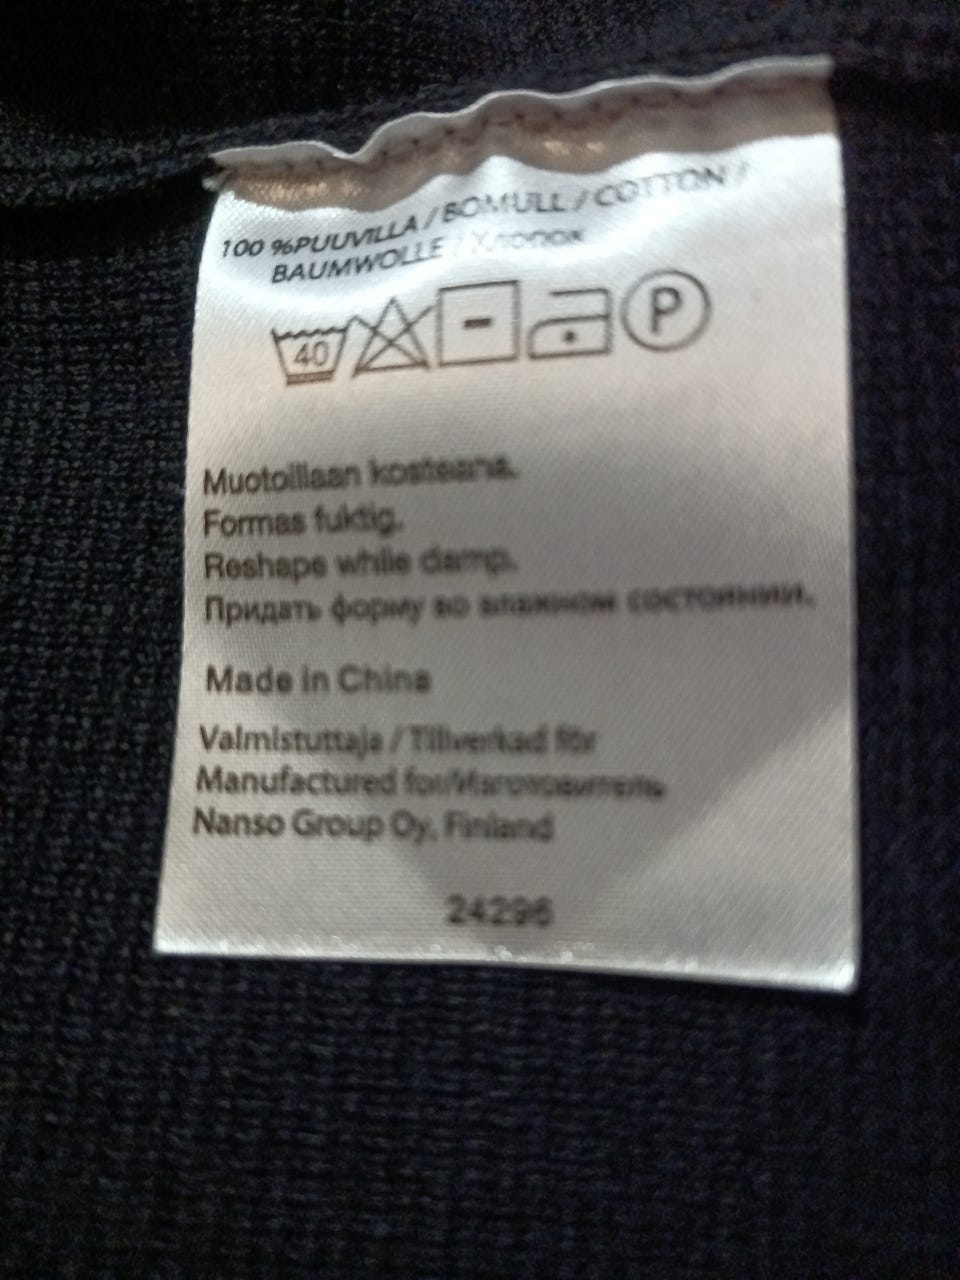 100 %PUUVILLA / BOMULL / COTTON /
BAUMWOLLE / Хлопок
40
P
Muotoillaan kosteana.
Formas fuktig.
Reshape while damp.
Придать форму во влажном состоянии.
Made in China
Valmistuttaja / Tillverkad för
Manufactured for/Изготовитель
Nanso Group Oy, Finland
24296